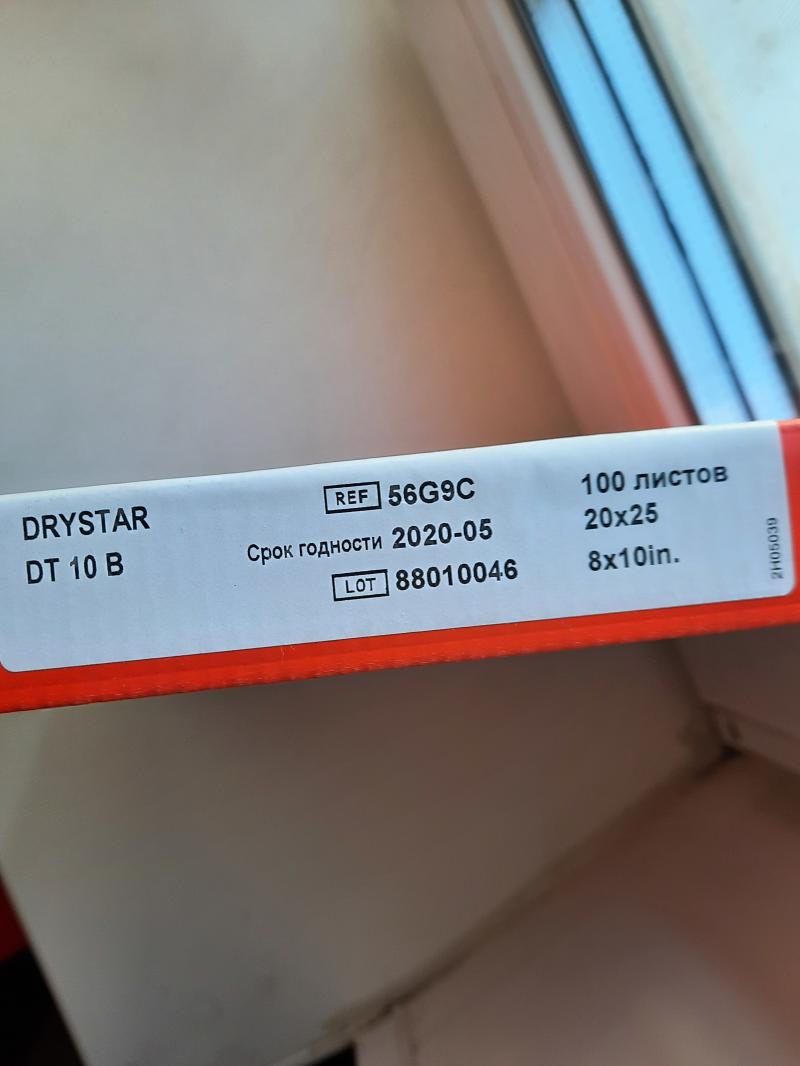 DRYSTAR
DT 10 B
REF 56G9C
Срок годности 2020-05
LOT 88010046
100 листов
20x25
8x10in.
2H05039